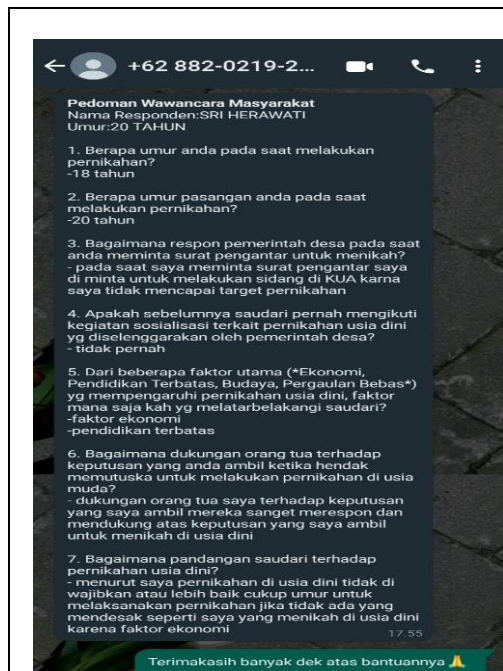 +62 882-0219-2...
Pedoman Wawancara Masyarakat
Nama Responden:SRI HERAWATI
Umur:20 TAHUN
1. Berapa umur anda pada saat melakukan
pernikahan?
-18 tahun
2. Berapa umur pasangan anda pada saat
melakukan pernikahan?
-20 tahun
3. Bagaimana respon pemerintah desa pada saat
anda meminta surat pengantar untuk menikah?
- pada saat saya meminta surat pengantar saya
di minta untuk melakukan sidang di KUA karna
saya tidak mencapai target pernikahan
4. Apakah sebelumnya saudari pernah mengikuti
kegiatan sosialisasi terkait pernikahan usia dini
yg diselenggarakan oleh pemerintah desa?
- tidak pernah
5. Dari beberapa faktor utama (*Ekonomi,
Pendidikan Terbatas, Budaya, Pergaulan Bebas*)
yg mempengaruhi pernikahan usia dini, faktor
mana saja kah yg melatarbelakangi saudari?
-faktor ekonomi
-pendidikan terbatas
6. Bagaimana dukungan orang tua terhadap
keputusan yang anda ambil ketika hendak
memutuska untuk melakukan pernikahan di usia
muda?
- dukungan orang tua saya terhadap keputusan
yang saya ambil mereka sanget merespon dan
mendukung atas keputusan yang saya ambil
untuk menikah di usia dini
7. Bagaimana pandangan saudari terhadap
pernikahan usia dini?
- menurut saya pernikahan di usia dini tidak di
wajibkan atau lebih baik cukup umur untuk
melaksanakan pernikahan jika tidak ada yang
mendesak seperti saya yang menikah di usia dini
karena faktor ekonomi
17.55
Terimakasih banyak dek atas bantuannya 🙏